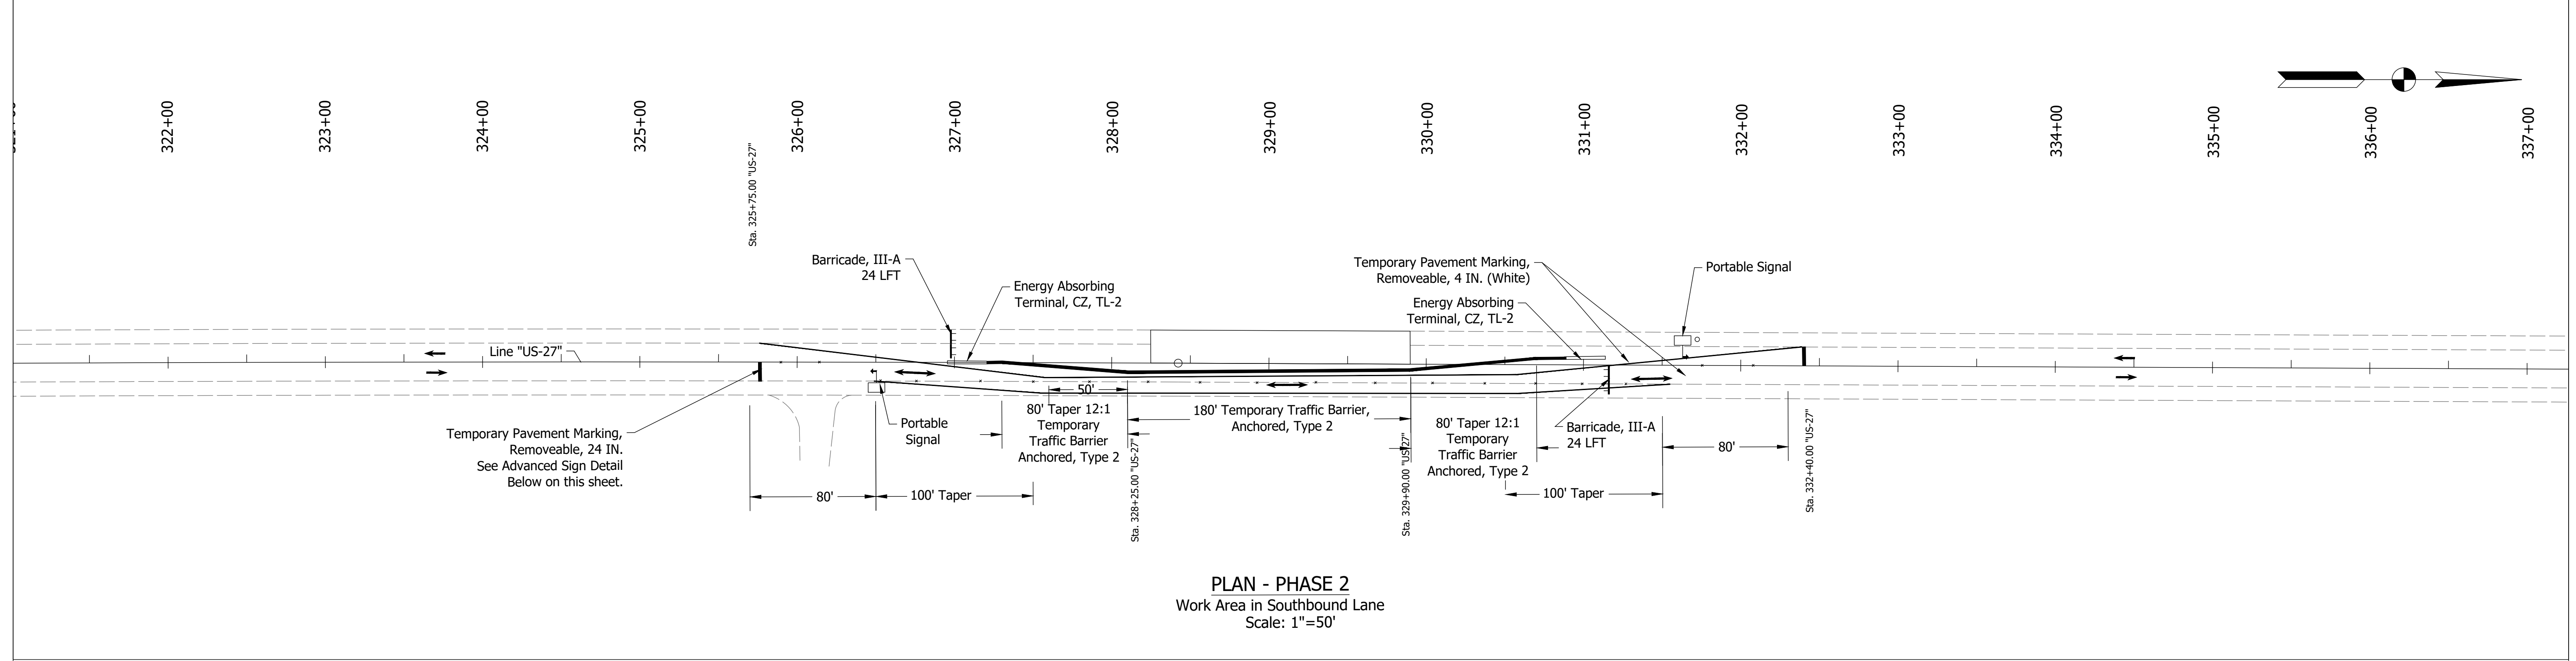 322+00
323+00
324+00
325+00
326+00
327+00
328+00
329+00
330+00
331+00
332+00
333+00
334+00
335+00
336+00
337+00
Sta. 325+75.00 "US-27"
Barricade, III-A
24 LFT
Energy Absorbing
Terminal, CZ, TL-2
Temporary Pavement Marking,
Removeable, 4 IN. (White)
Energy Absorbing
Terminal, CZ, TL-2
Portable Signal
Line "US-27"
Temporary Pavement Marking,
Removeable, 24 IN.
See Advanced Sign Detail
Below on this sheet.
Portable
Signal
50'
80' Taper 12:1
Temporary
Traffic Barrier
Anchored, Type 2
180' Temporary Traffic Barrier,
Anchored, Type 2
80' Taper 12:1
Temporary
Traffic Barrier
Anchored, Type 2
Barricade, III-A
24 LFT
80'
80'
100' Taper
100' Taper
Sta. 328+25.00 "US-27"
Sta. 329+90.00 "US-27"
Sta. 332+40.00 "US-27"
PLAN - PHASE 2
Work Area in Southbound Lane
Scale: 1"=50'